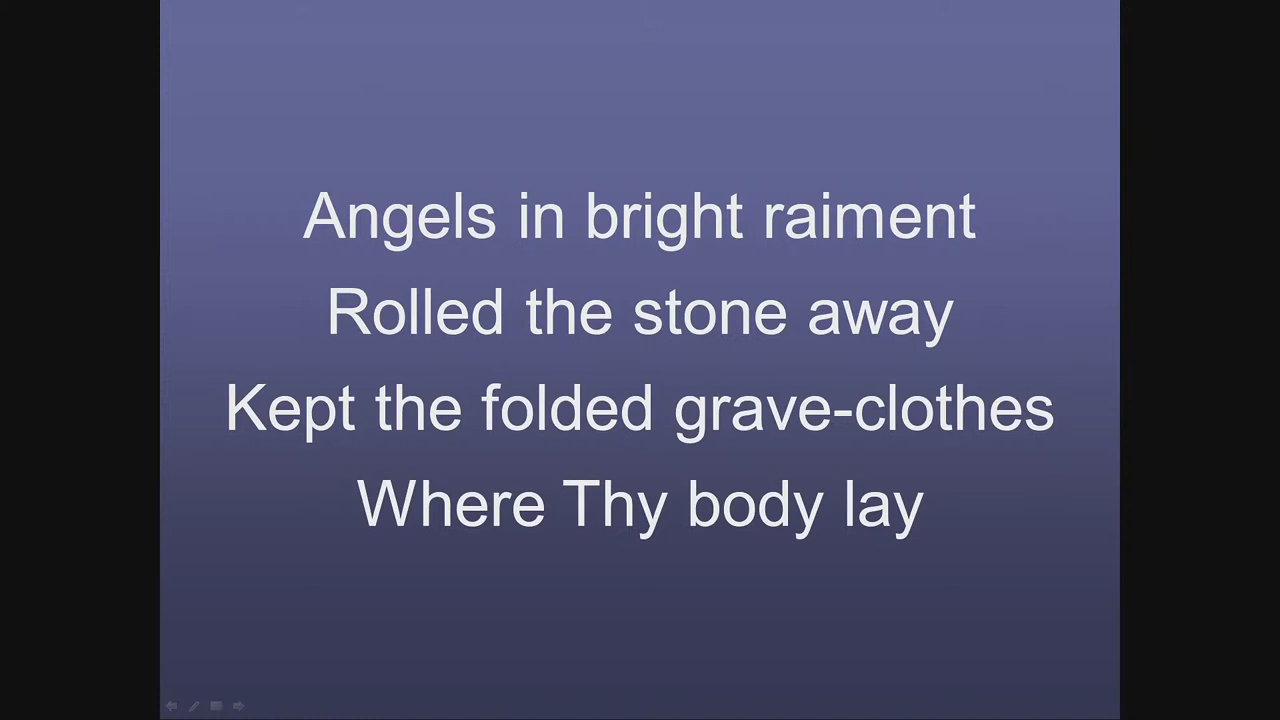 Angels in bright raiment
Rolled the stone away
Kept the folded grave-clothes
Where Thy body lay